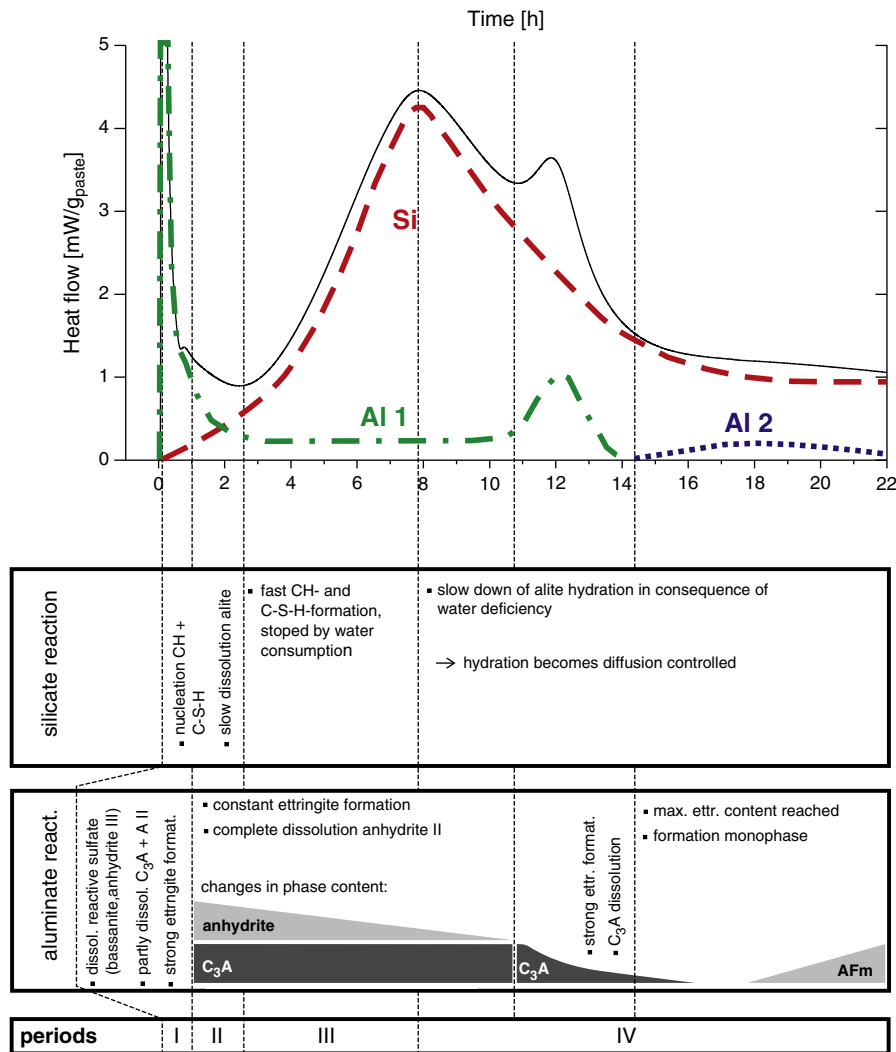 Time [h]
5
4
3
2
1
0
Heat flow [mW/gpaste]
Si
Al 1
Al 2
0 2 4 6 8 10 12 14 16 18 20 22
silicate reaction
▪ nucleation CH +
C-S-H
▪ slow dissolution alite
▪ fast CH- and
C-S-H-formation,
stoped by water
consumption
▪ slow down of alite hydration in consequence of
water deficiency
→ hydration becomes diffusion controlled
aluminate react.
▪ dissol. reactive sulfate
(bassanite,anhydrite III)
▪ partly dissol. C3A + A II
▪ strong ettrngite format.
▪ constant ettringite formation
▪ complete dissolution anhydrite II
changes in phase content:
anhydrite
C3A
C3A
▪ strong ettr. format.
▪ C3A dissolution
▪ max. ettr. content reached
▪ formation monophase
AFm
periods I II III IV